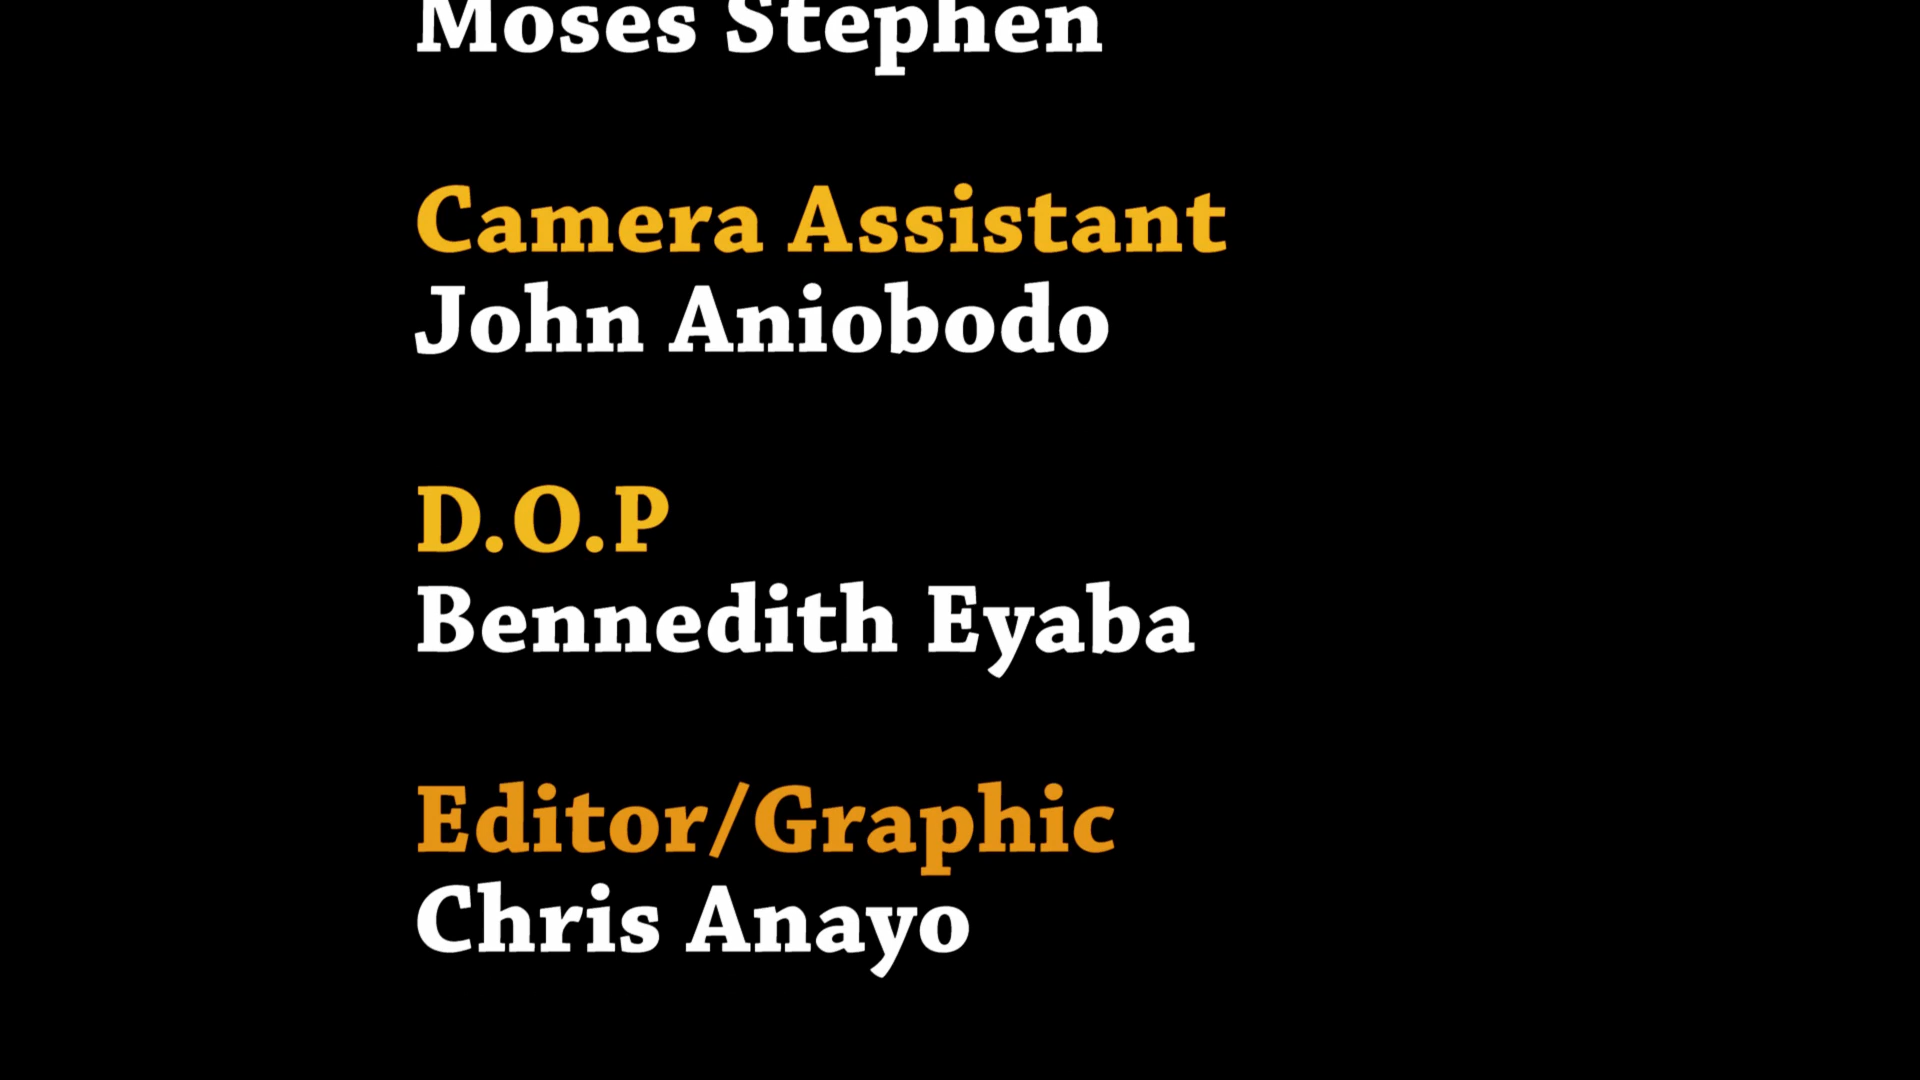 Moses Stephen
Camera Assistant
John Aniobodo
D.O.P
Bennedith Eyaba
Editor/Graphic
Chris Anayo